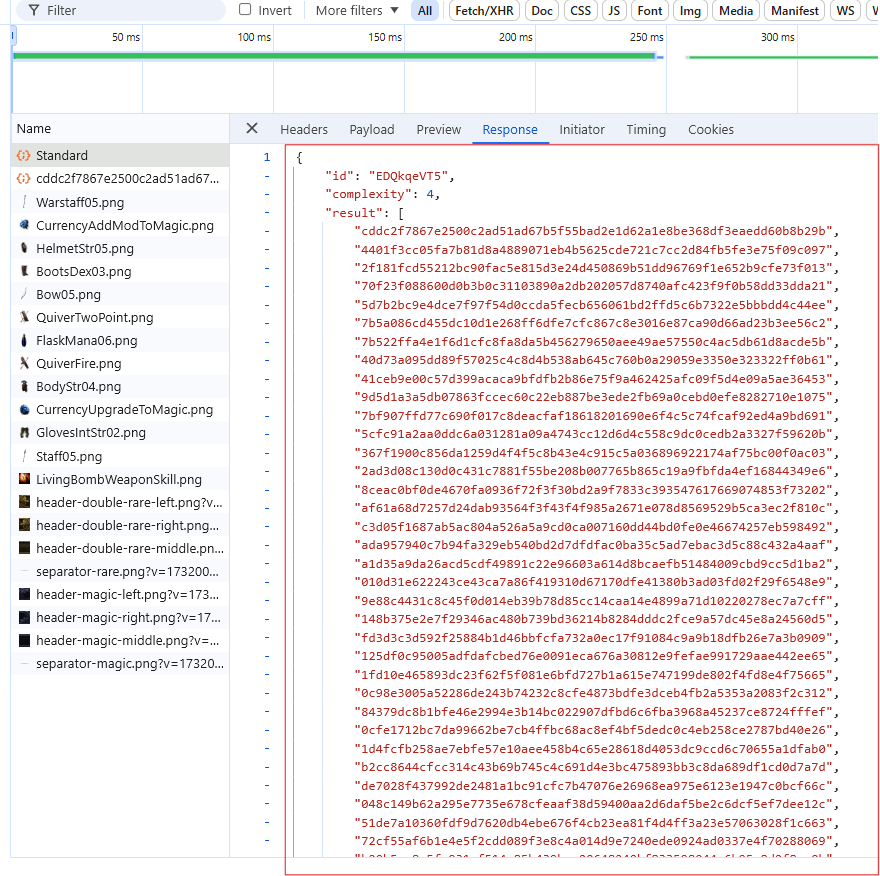 Filter Invert More filters All Fetch/XHR Doc CSS JS Font Img Media Manifest WS
50 ms 100 ms 150 ms 200 ms 250 ms 300 ms
Name Headers Payload Preview Response Initiator Timing Cookies
Standard
cddc2f7867e2500c2ad51ad67...
Warstaff05.png
CurrencyAddModToMagic.png
HelmetStr05.png
BootsDex03.png
Bow05.png
QuiverTwoPoint.png
FlaskMana06.png
QuiverFire.png
BodyStr04.png
CurrencyUpgradeToMagic.png
GlovesIntStr02.png
Staff05.png
LivingBombWeaponSkill.png
header-double-rare-left.png?v...
header-double-rare-right.png...
header-double-rare-middle.pn...
separator-rare.png?v=173200...
header-magic-left.png?v=173...
header-magic-right.png?v=17...
header-magic-middle.png?v=...
separator-magic.png?v=17320...
1 {
- "id": "EDQkqeVT5",
- "complexity": 4,
- "result": [
- "cddc2f7867e2500c2ad51ad67b5f55bad2e1d62a1e8be368df3eaedd60b8b29b",
- "4401f3cc05fa7b81d8a4889071eb4b5625cde721c7cc2d84fb5fe3e75f09c097",
- "2f181fcd55212bc90fac5e815d3e24d450869b51dd96769f1e652b9cfe73f013",
- "70f23f088600d0b3b0c31103890a2db202057d8740afc423f9f0b58dd33dda21",
- "5d7b2bc9e4dce7f97f54d0ccda5fecb656061bd2ffd5c6b7322e5bbbdd4c44ee",
- "7b5a086cd455dc10d1e268ff6dfe7cfc867c8e3016e87ca90d66ad23b3ee56c2",
- "7b522ffa4e1f6d1cfc8fa8da5b456279650aee49ae57550c4ac5db61d8acde5b",
- "40d73a095dd89f57025c4c8d4b538ab645c760b0a29059e3350e323322ff0b61",
- "41ceb9e00c57d399acaca9bfdfb2b86e75f9a462425afc09f5d4e09a5ae36453",
- "9d5d1a3a5db07863fccec60c22eb887be3ede2fb69a0cebd0efe8282710e1075",
- "7bf907ffd77c690f017c8deacfaf18618201690e6f4c5c74fcaf92ed4a9bd691",
- "5cfc91a2aa0ddc6a031281a09a4743cc12d6d4c558c9dc0cedb2a3327f59620b",
- "367f1900c856da1259d4f4f5c8b43e4c915c5a036896922174af75bc00f0ac03",
- "2ad3d08c130d0c431c7881f55be208b007765b865c19a9fbfda4ef16844349e6",
- "8ceac0bf0de4670fa0936f72f3f30bd2a9f7833c393547617669074853f73202",
- "af61a68d7257d24dab93564f3f43f4f985a2671e078d8569529b5ca3ec2f810c",
- "c3d05f1687ab5ac804a526a5a9cd0ca007160dd44bd0fe0e46674257eb598492",
- "ada957940c7b94fa329eb540bd2d7dfdfac0ba35c5ad7ebac3d5c88c432a4aaf",
- "a1d35a9da26acd5cdf49891c22e96603a614d8bcaefb51484009cbd9cc5d1ba2",
- "010d31e622243ce43ca7a86f419310d67170dfe41380b3ad03fd02f29f6548e9",
- "9e88c4431c8c45f0d014eb39b78d85cc14caa14e4899a71d10220278ec7a7cff",
- "148b375e2e7f29346ac480b739bd36214b8284dddc2fce9a57dc45e8a24560d5",
- "fd3d3c3d592f25884b1d46bbfcfa732a0ec17f91084c9a9b18dfb26e7a3b0909",
- "125df0c95005adfdafcbed76e0091eca676a30812e9fefae991729aae442ee65",
- "1fd10e465893dc23f62f5f081e6bfd727b1a615e747199de802f4fd8e4f75665",
- "0c98e3005a52286de243b74232c8cfe4873bdfe3dceb4fb2a5353a2083f2c312",
- "84379dc8b1bfe46e2994e3b14bc022907dfbd6c6fba3968a45237ce8724fffef",
- "0cfe1712bc7da99662be7cb4ffbc68ac8ef4bf5dedc0c4eb258ce2787bd40e26",
- "1d4fcfb258ae7ebfe57e10aee458b4c65e28618d4053dc9ccd6c70655a1dfab0",
- "b2cc8644cfcc314c43b69b745c4c691d4e3bc475893bb3c8da689df1cd0d7a7d",
- "de7028f437992de2481a1bc91cfc7b47076e26968ea975e6123e1947c0bcf66c",
- "048c149b62a295e7735e678cfeaaf38d59400aa2d6daf5be2c6dcf5ef7dee12c",
- "51de7a10360fdf9d7620db4ebe676f4cb23ea81f4d4ff3a23e57063028f1c663",
- "72cf55af6b1e4e5f2cdd089f3e8c4a014d9e7240ede0924ad0337e4f70288069",